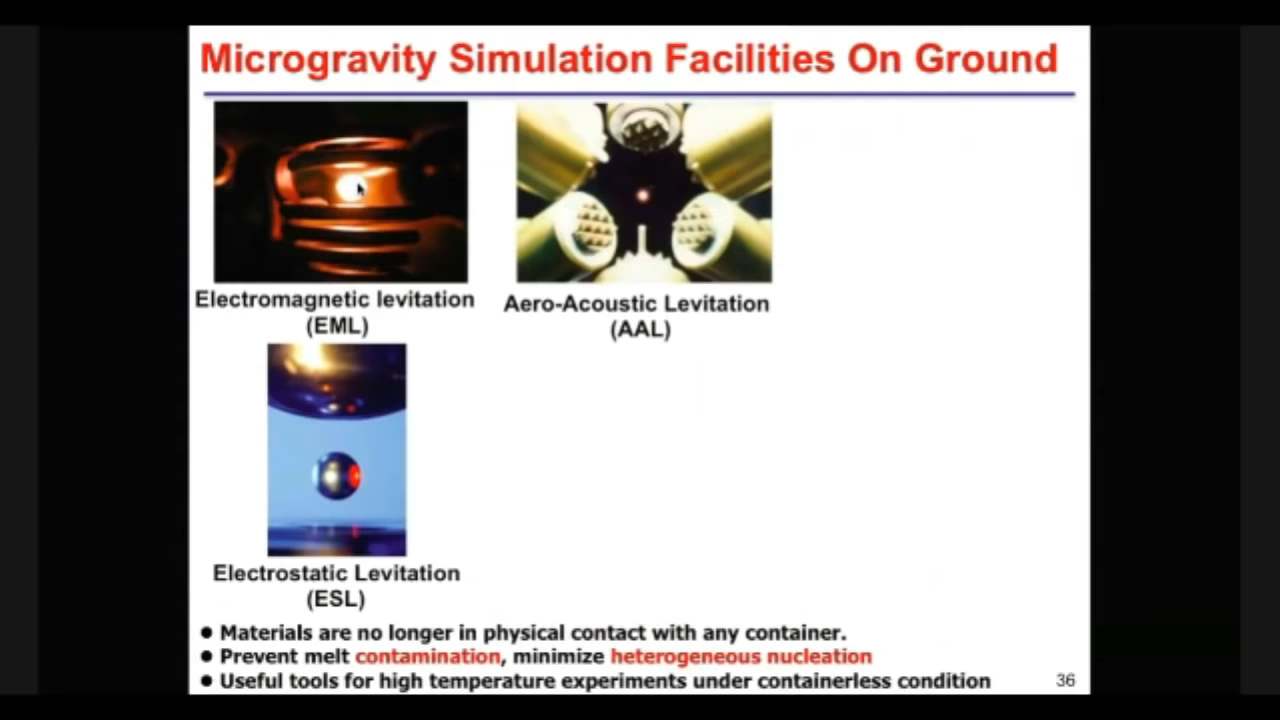 Microgravity Simulation Facilities On Ground
Electromagnetic levitation
(EML)
Aero-Acoustic Levitation
(AAL)
Electrostatic Levitation
(ESL)
● Materials are no longer in physical contact with any container.
● Prevent melt contamination, minimize heterogeneous nucleation
● Useful tools for high temperature experiments under containerless condition
36